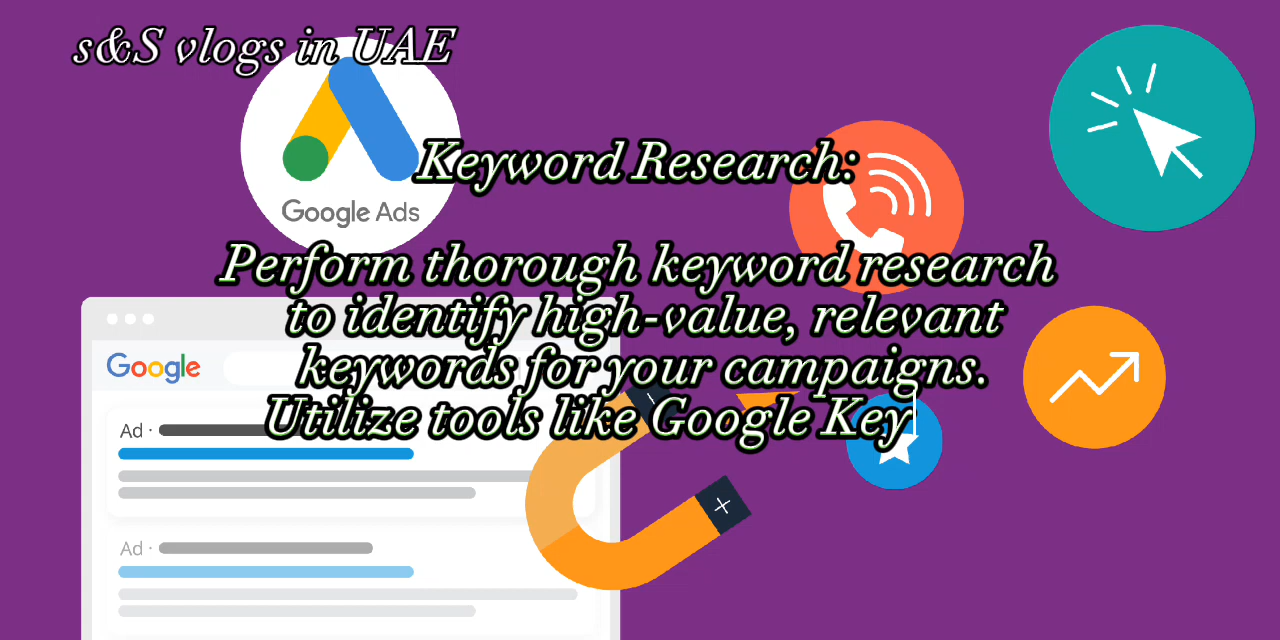 s&S vlogs in UAE
Google Ads
Keyword Research:
Perform thorough keyword research
to identify high-value, relevant
keywords for your campaigns.
Utilize tools like Google Key
Google
Ad ·
Ad ·